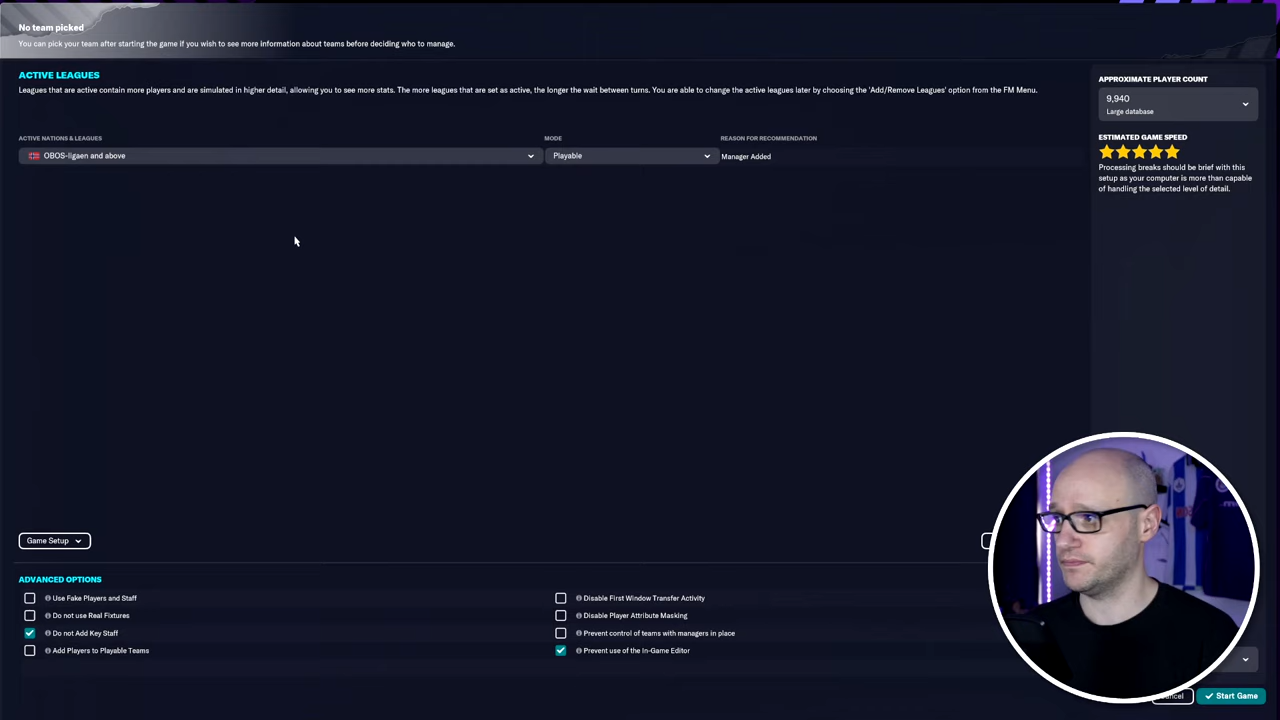 No team picked
You can pick your team after starting the game if you wish to see more information about teams before deciding who to manage.
ACTIVE LEAGUES
Leagues that are active contain more players and are simulated in higher detail, allowing you to see more stats. The more leagues that are set as active, the longer the wait between turns. You are able to change the active leagues later by choosing the 'Add/Remove Leagues' option from the FM Menu.
ACTIVE NATIONS & LEAGUES MODE REASON FOR RECOMMENDATION
OBOS-ligaen and above Playable Manager Added
APPROXIMATE PLAYER COUNT
9,940
Large database
ESTIMATED GAME SPEED
Processing breaks should be brief with this
setup as your computer is more than capable
of handling the selected level of detail.
Game Setup
ADVANCED OPTIONS
Use Fake Players and Staff
Do not use Real Fixtures
Do not Add Key Staff
Add Players to Playable Teams
Disable First Window Transfer Activity
Disable Player Attribute Masking
Prevent control of teams with managers in place
Prevent use of the In-Game Editor
Start Game